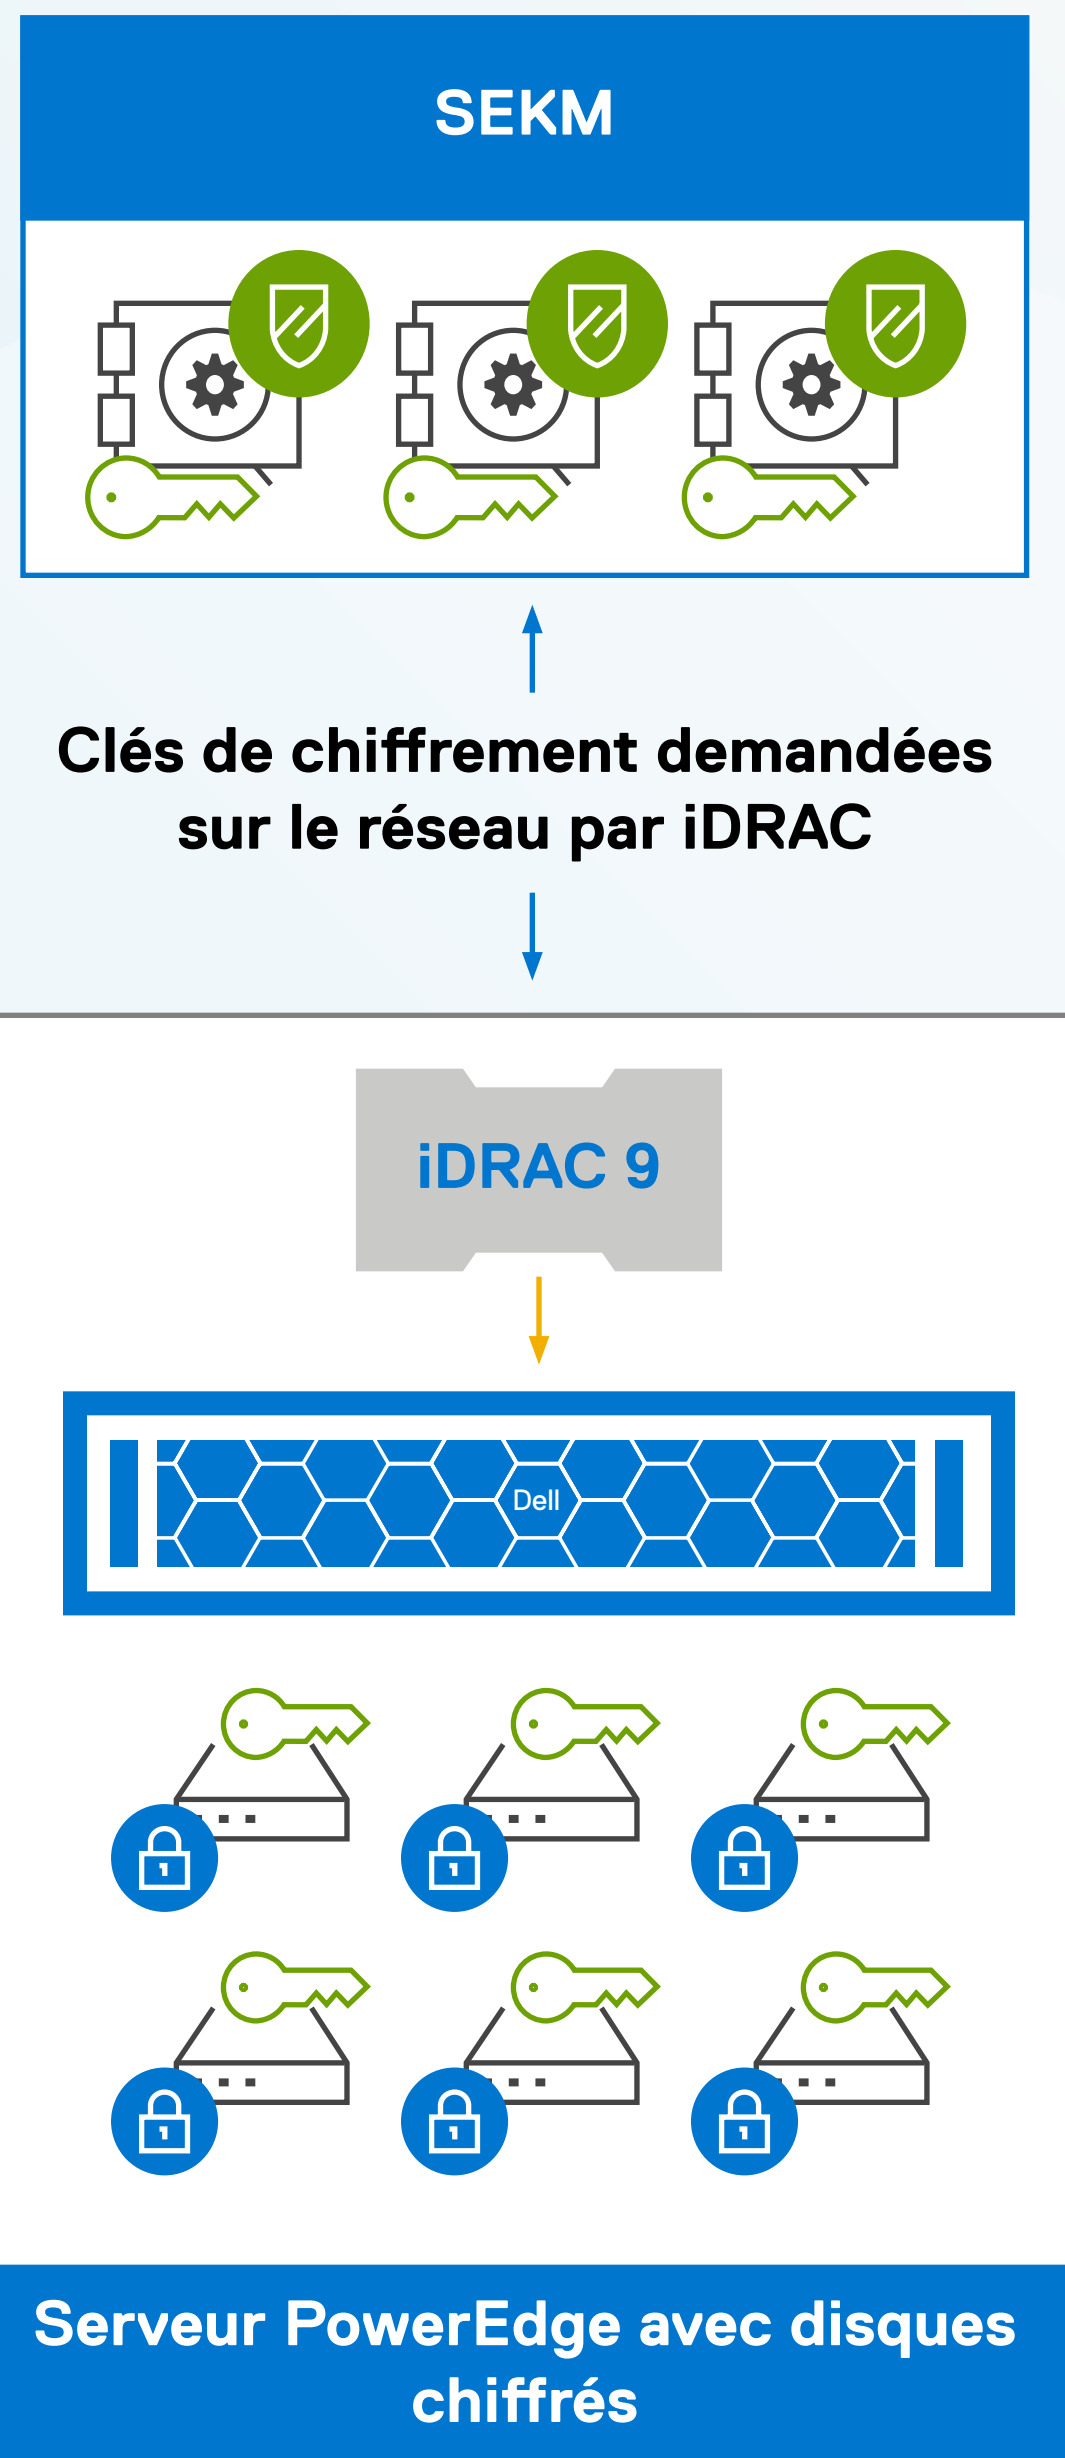 SEKM
Clés de chiffrement demandées
sur le réseau par iDRAC
iDRAC 9
Dell
Serveur PowerEdge avec disques
chiffrés